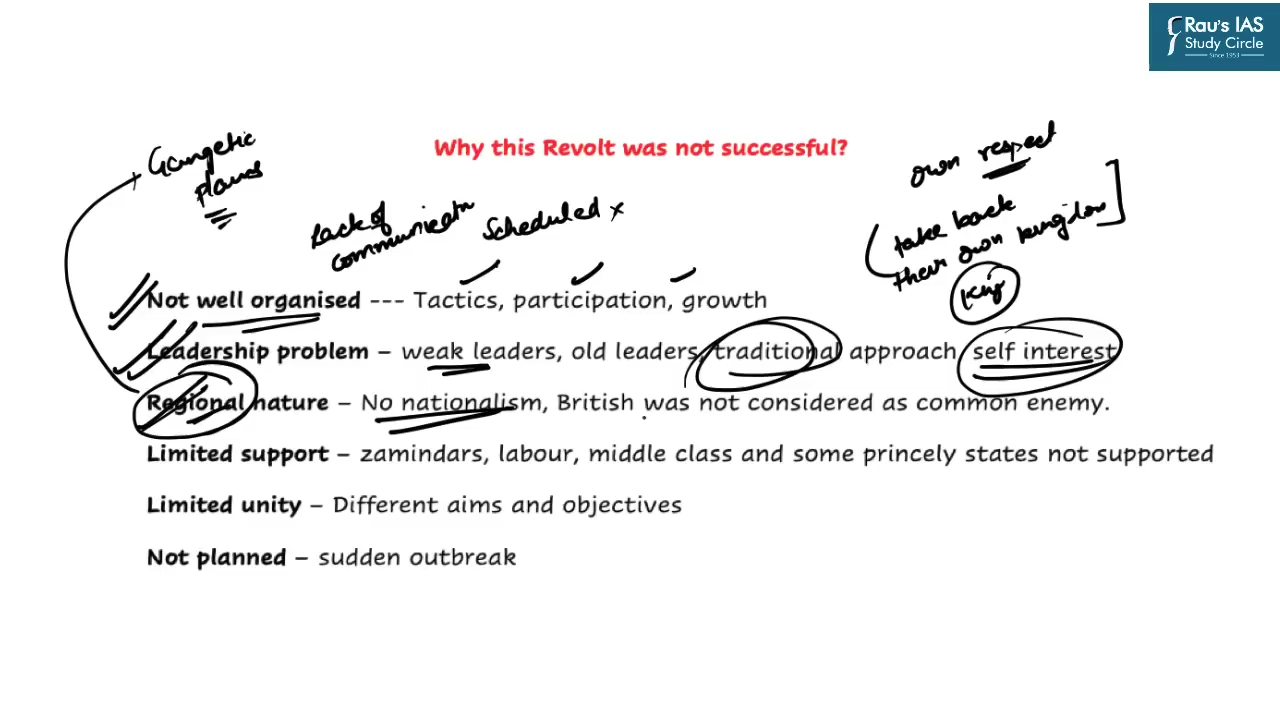 Rau's IAS
Study Circle
Since 1953
Why this Revolt was not successful?
Gangetic
plains
Lack of
Scheduled x
own respect
take back
their own
King
Not well organised --- Tactics, participation, growth
Leadership problem – weak leaders, old leaders, traditional approach, self interest
Regional nature – No nationalism, British was not considered as common enemy.
Limited support – zamindars, labour, middle class and some princely states not supported
Limited unity – Different aims and objectives
Not planned – sudden outbreak